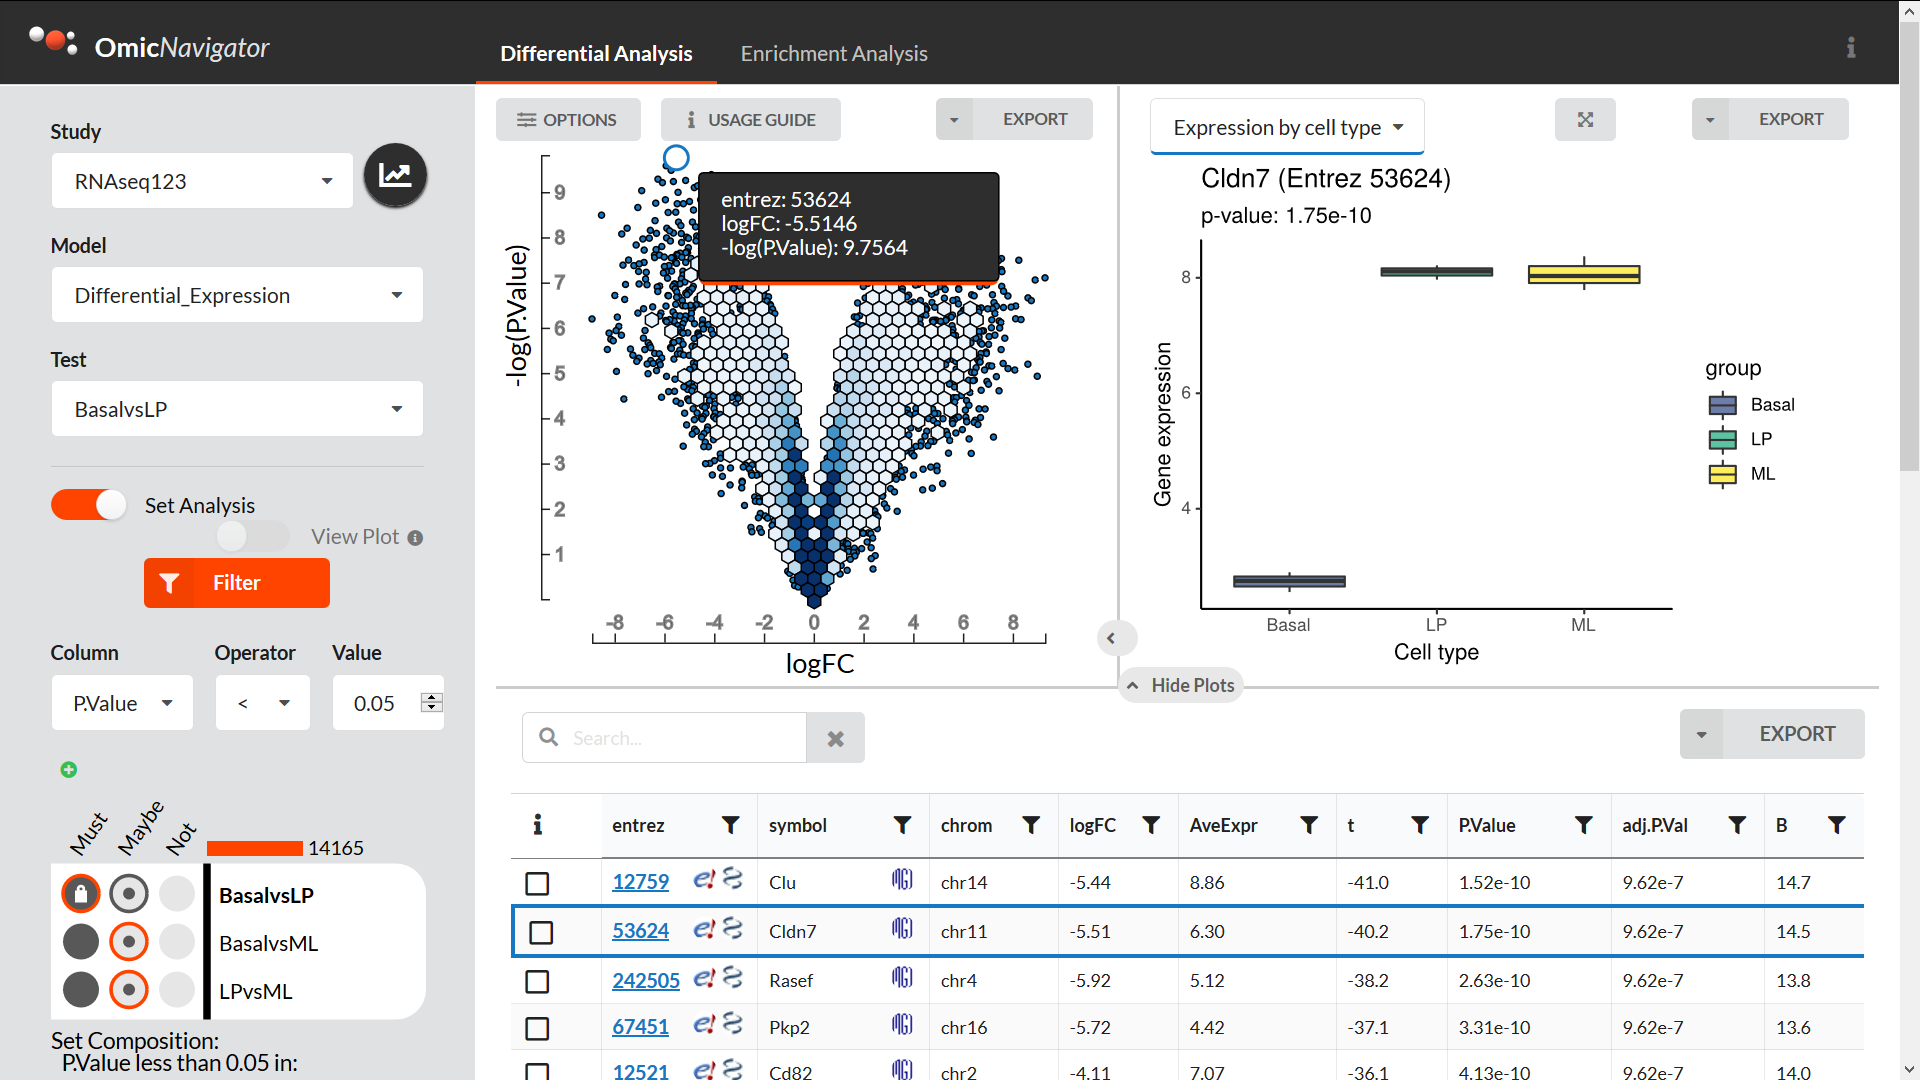 OmicNavigator
Differential Analysis
Enrichment Analysis
Study
RNAseq123
Model
Differential_Expression
Test
BasalvsLP
Set Analysis
View Plot
Filter
Column Operator Value
P.Value < 0.05
Must Maybe Not
14165
BasalvsLP
BasalvsML
LPvsML
Set Composition:
P.Value less than 0.05 in:
OPTIONS
USAGE GUIDE
EXPORT
entrez: 53624
logFC: -5.5146
-log(P.Value): 9.7564
-log(P.Value)
9
8
7
6
5
4
3
2
1
-8 -6 -4 -2 0 2 4 6 8
logFC
Expression by cell type
EXPORT
Cldn7 (Entrez 53624)
p-value: 1.75e-10
Gene expression
8
6
4
Basal LP ML
Cell type
group
Basal
LP
ML
Hide Plots
Search...
EXPORT
entrez symbol chrom logFC AveExpr t P.Value adj.P.Val B
12759 Clu chr14 -5.44 8.86 -41.0 1.52e-10 9.62e-7 14.7
53624 Cldn7 chr11 -5.51 6.30 -40.2 1.75e-10 9.62e-7 14.5
242505 Rasef chr4 -5.92 5.12 -38.2 2.63e-10 9.62e-7 13.8
67451 Pkp2 chr16 -5.72 4.42 -37.1 3.31e-10 9.62e-7 13.6
12521 Cd82 chr2 -4.11 7.07 -36.1 4.13e-10 9.62e-7 14.0